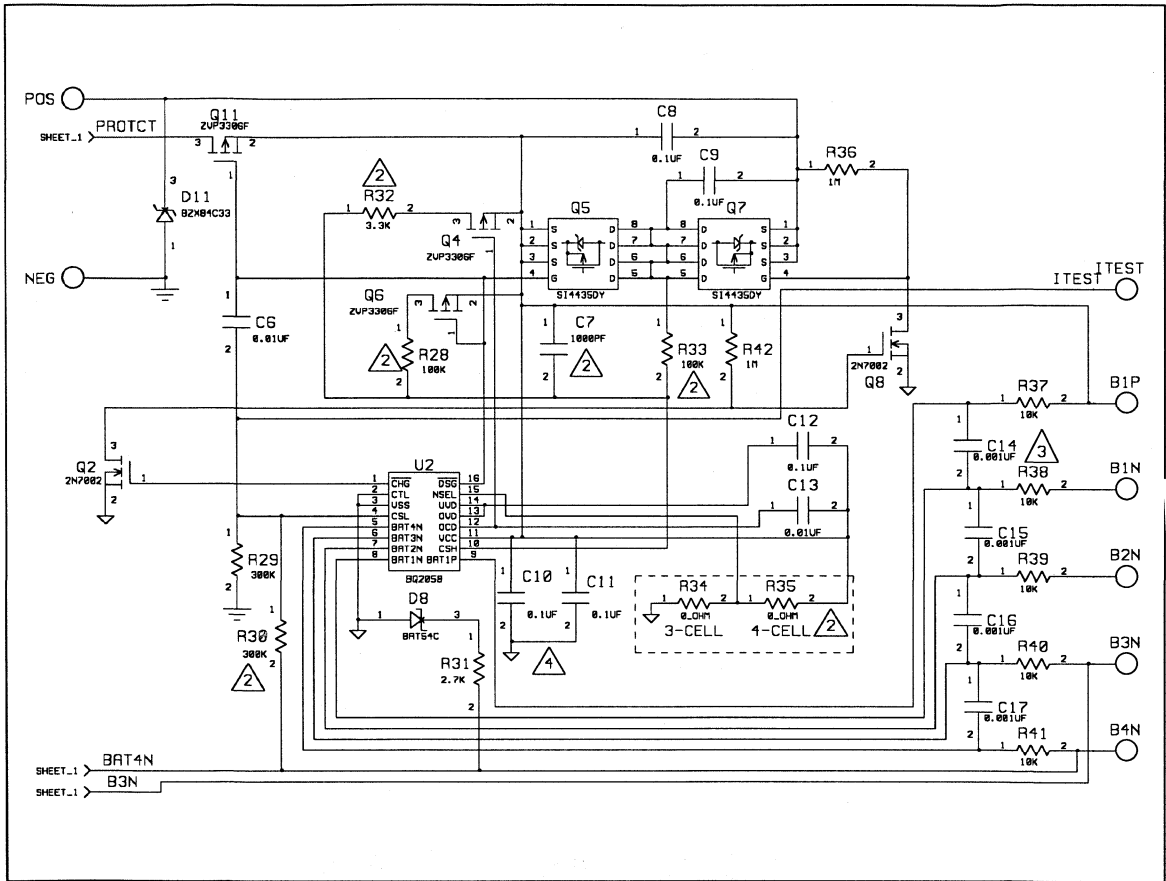 POS
Q11
ZVP3306F
SHEET_1 PROTCT
3 2
1
3
D11
BZX84C33
1
NEG
C8
1 2
0.1UF
C9
1 2
0.1UF
R36
1 2
1M
2
R32
1 2
3.3K
3 2
Q4
1
ZVP3306F
Q5
1 S D 8
2 S D 7
3 S D 6
4 G D 5
SI4435DY
Q7
8 D S 1
7 D S 2
6 D S 3
5 D G 4
SI4435DY
ITEST ITEST
Q6
ZVP3306F
3 2
1
1
C6
0.01UF
2
1
R28
100K
2
2
1
C7
1000PF
2
2
1
R33
100K
2
2
1
R42
1M
2
3
1
2N7002
Q8
2
R37
1 2
10K
B1P
1
C14
0.001UF
2
3
R38
1 2
10K
B1N
1
C15
0.001UF
2
R39
1 2
10K
B2N
1
C16
0.001UF
2
R40
1 2
10K
B3N
1
C17
0.001UF
2
R41
1 2
10K
B4N
3
Q2
2N7002
1
2
U2
1 CHG DSG 16
2 CTL NSEL 15
3 VSS UVD 14
4 CSL OVD 13
5 BAT4N OCD 12
6 BAT3N VCC 11
7 BAT2N CSH 10
8 BAT1N BAT1P 9
BQ2058
C12
1 2
0.1UF
C13
1 2
0.01UF
1
R29
300K
2
1
R30
300K
2
2
D8
1 3
BAT54C
1
R31
2.7K
2
1
C10
0.1UF
2
1
C11
0.1UF
2
4
R34
1 2
0_OHM
3-CELL
R35
1 2
0_OHM
4-CELL
2
SHEET_1 BAT4N
SHEET_1 B3N